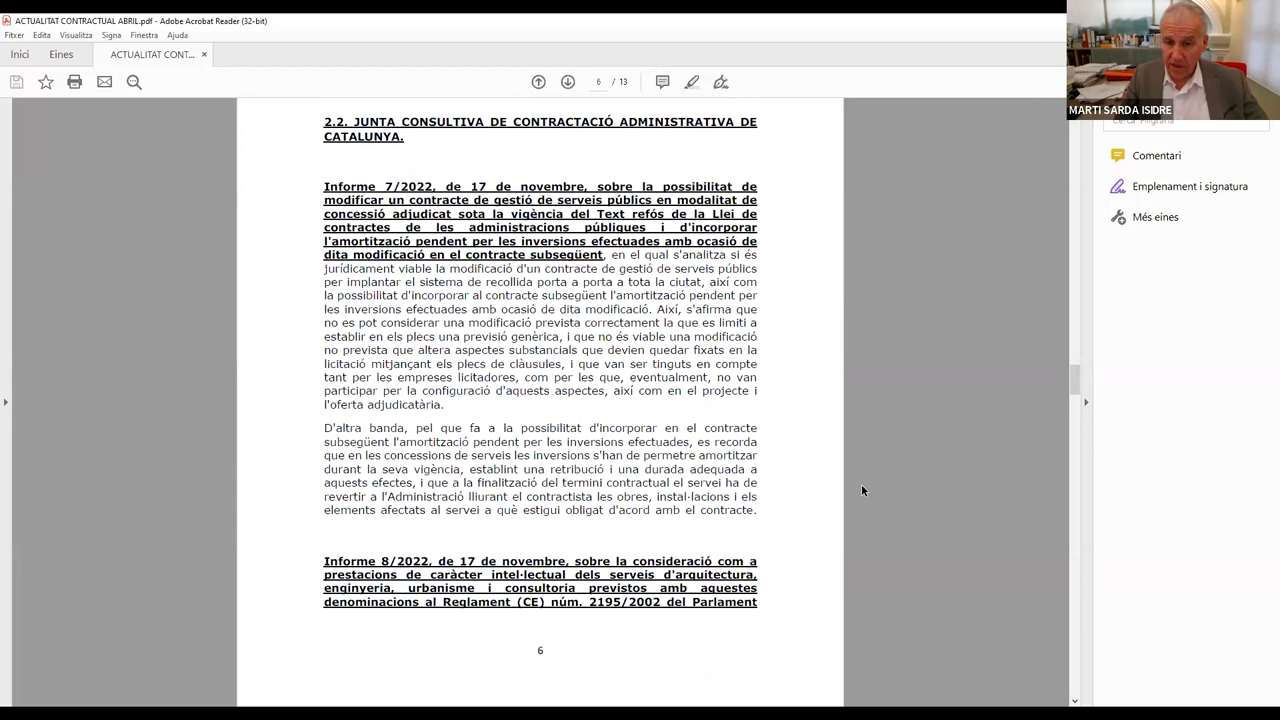 ACTUALITAT CONTRACTUAL ABRIL.pdf - Adobe Acrobat Reader (32-bit)
Fitxer Edita Visualitza Signa Finestra Ajuda
Inici Eines ACTUALITAT CONT... ×
6 / 13
MARTI SARDA ISIDRE
Comentari
Emplenament i signatura
Més eines
2.2. JUNTA CONSULTIVA DE CONTRACTACIÓ ADMINISTRATIVA DE
CATALUNYA.
Informe 7/2022, de 17 de novembre, sobre la possibilitat de
modificar un contracte de gestió de serveis públics en modalitat de
concessió adjudicat sota la vigència del Text refós de la Llei de
contractes de les administracions públiques i d'incorporar
l'amortització pendent per les inversions efectuades amb ocasió de
dita modificació en el contracte subsegüent, en el qual s'analitza si és
jurídicament viable la modificació d'un contracte de gestió de serveis públics
per implantar el sistema de recollida porta a porta a tota la ciutat, així com
la possibilitat d'incorporar al contracte subsegüent l'amortització pendent per
les inversions efectuades amb ocasió de dita modificació. Així, s'afirma que
no es pot considerar una modificació prevista correctament la que es limiti a
establir en els plecs una previsió genèrica, i que no és viable una modificació
no prevista que altera aspectes substancials que devien quedar fixats en la
licitació mitjançant els plecs de clàusules, i que van ser tinguts en compte
tant per les empreses licitadores, com per les que, eventualment, no van
participar per la configuració d'aquests aspectes, així com en el projecte i
l'oferta adjudicatària.
D'altra banda, pel que fa a la possibilitat d'incorporar en el contracte
subsegüent l'amortització pendent per les inversions efectuades, es recorda
que en les concessions de serveis les inversions s'han de permetre amortitzar
durant la seva vigència, establint una retribució i una durada adequada a
aquests efectes, i que a la finalització del termini contractual el servei ha de
revertir a l'Administració lliurant el contractista les obres, instal·lacions i els
elements afectats al servei a què estigui obligat d'acord amb el contracte.
Informe 8/2022, de 17 de novembre, sobre la consideració com a
prestacions de caràcter intel·lectual dels serveis d'arquitectura,
enginyeria, urbanisme i consultoria previstos amb aquestes
denominacions al Reglament (CE) núm. 2195/2002 del Parlament
6